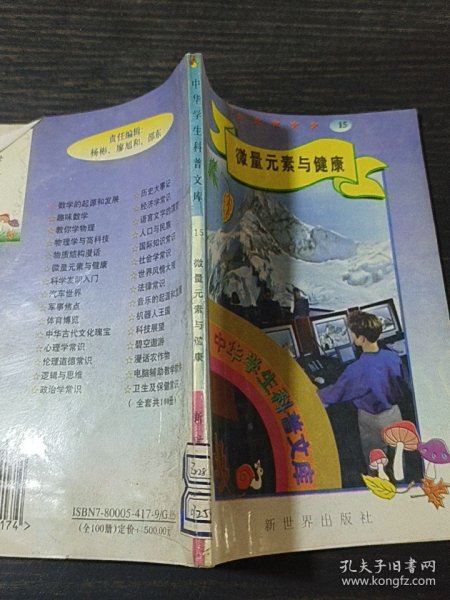 责任编辑:
杨彬、廖旭和、邵东
数学的起源和发展
趣味数学
教你学物理
物理学与高科技
物质结构漫话
微量元素与健康
科学发明入门
汽车世界
军事焦点
体育博览
中华古代文化瑰宝
心理学常识
伦理道德常识
逻辑与思维
政治学常识
历史大事记
经济学常识
语言文字的
人口与民族
国际知识常识
社会学常识
世界风情大观
法律常识
音乐的起源和发展
机器人王国
科技展望
碧空遨游
漫话农作物
电脑辅助教学
卫生及保健常识
(全套共100册)
ISBN7-80005-417-9/G
(全100册)定价:500.00元
174>
中华学生科普文库
15
微量元素与健康
新
15
微量元素与健康
中华学生科普文库
新世界出版社
孔夫子旧书网
www.kongfz.com